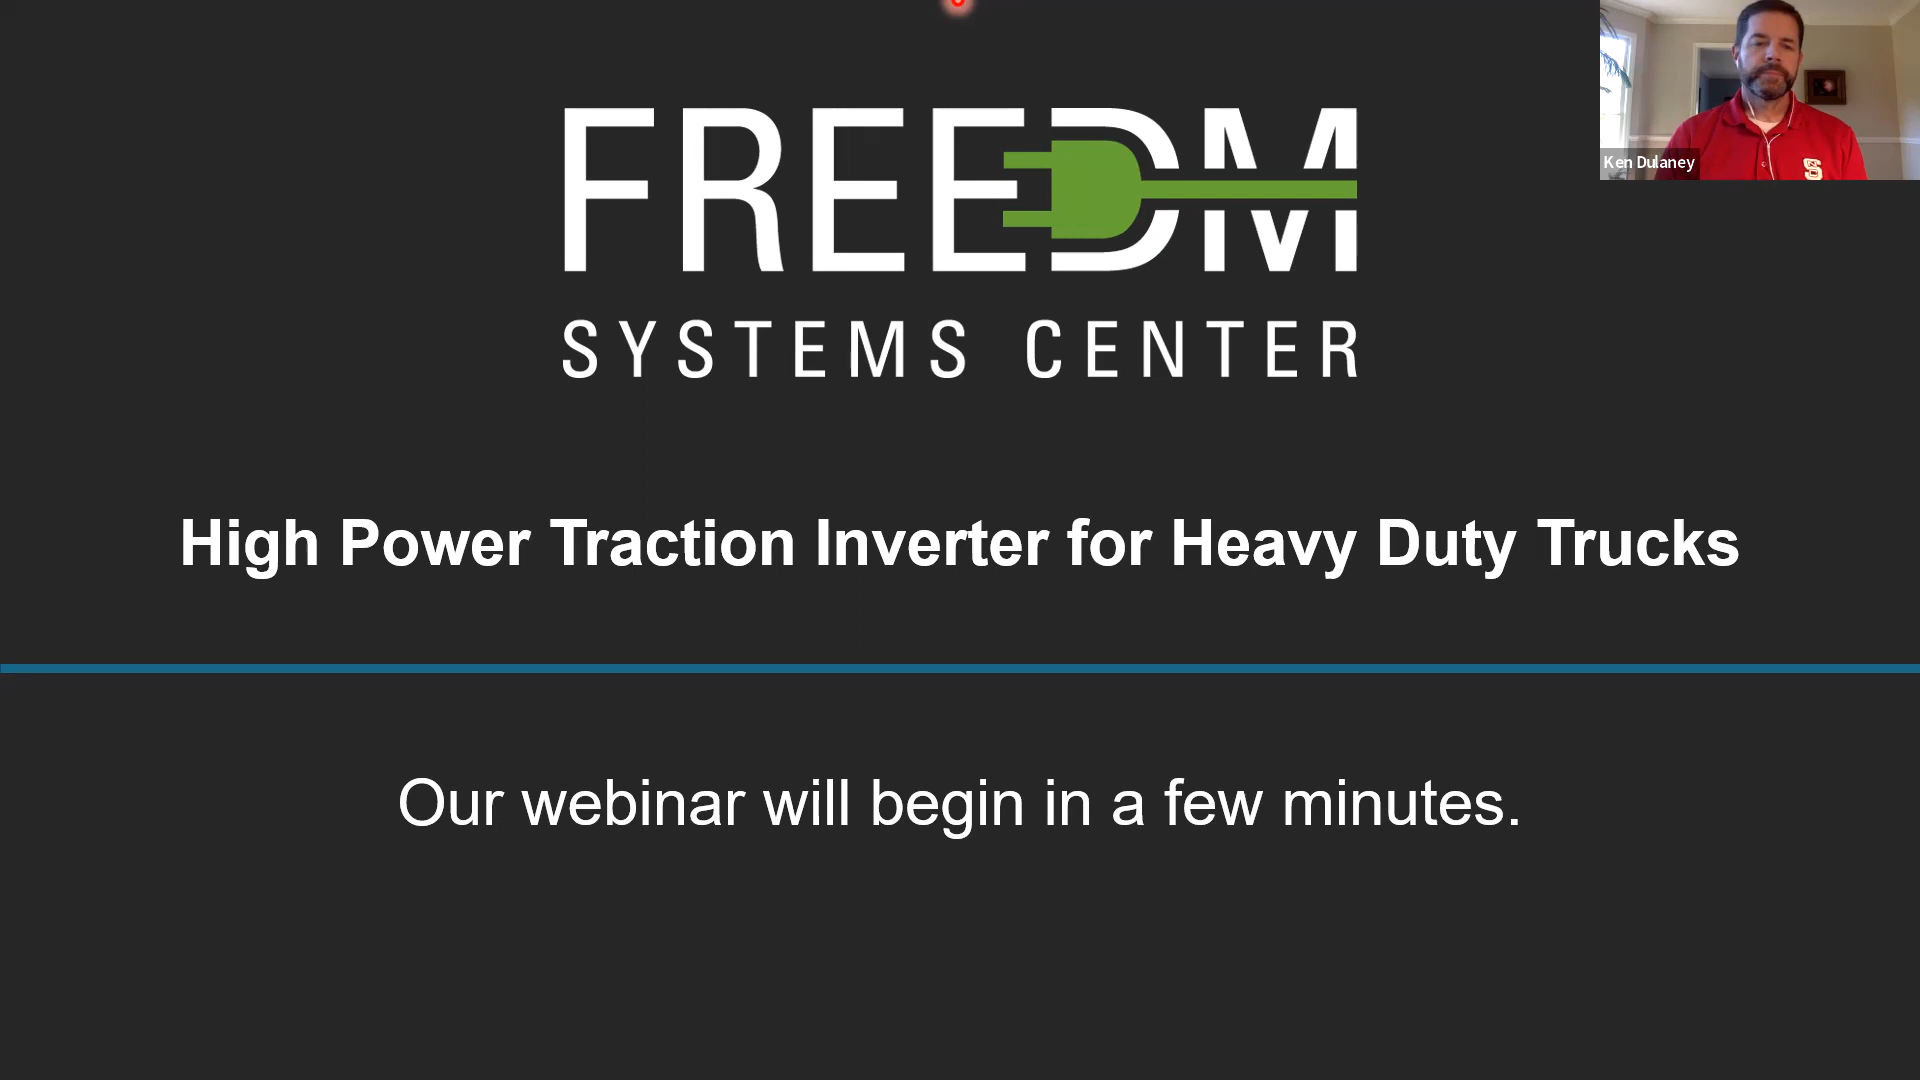 FREEDM
SYSTEMS CENTER
Ken Dulaney
S
High Power Traction Inverter for Heavy Duty Trucks
Our webinar will begin in a few minutes.